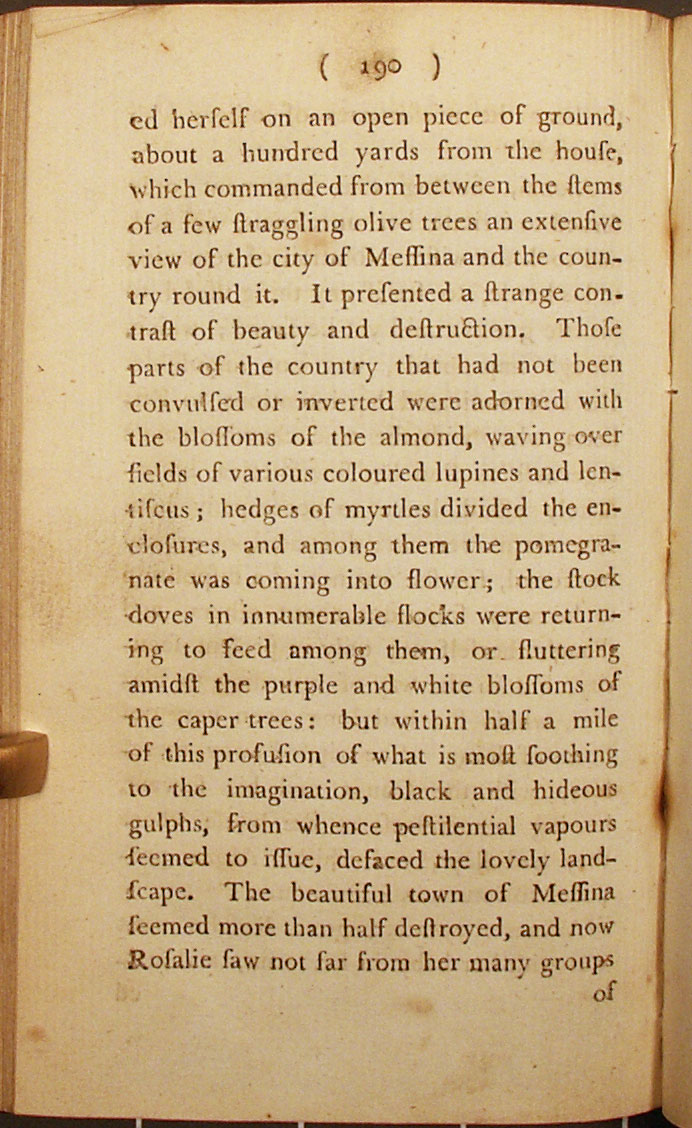 ( 190 )
ed herſelf on an open piece of ground,
about a hundred yards from the houſe,
which commanded from between the ſtems
of a few ſtraggling olive trees an extenſive
view of the city of Meſſina and the coun-
try round it. It preſented a ſtrange con-
traſt of beauty and deſtruction. Thoſe
parts of the country that had not been
convulſed or inverted were adorned with
the bloſſoms of the almond, waving over
fields of various coloured lupines and len-
tiſcus ; hedges of myrtles divided the en-
cloſures, and among them the pomegra-
nate was coming into flower ; the ſtock
doves in innumerable flocks were return-
ing to feed among them, or fluttering
amidſt the purple and white bloſſoms of
the caper trees : but within half a mile
of this profuſion of what is moſt ſoothing
to the imagination, black and hideous
gulphs, from whence peſtilential vapours
ſeemed to iſſue, defaced the lovely land-
ſcape. The beautiful town of Meſſina
ſeemed more than half deſtroyed, and now
Roſalie ſaw not far from her many groups
of